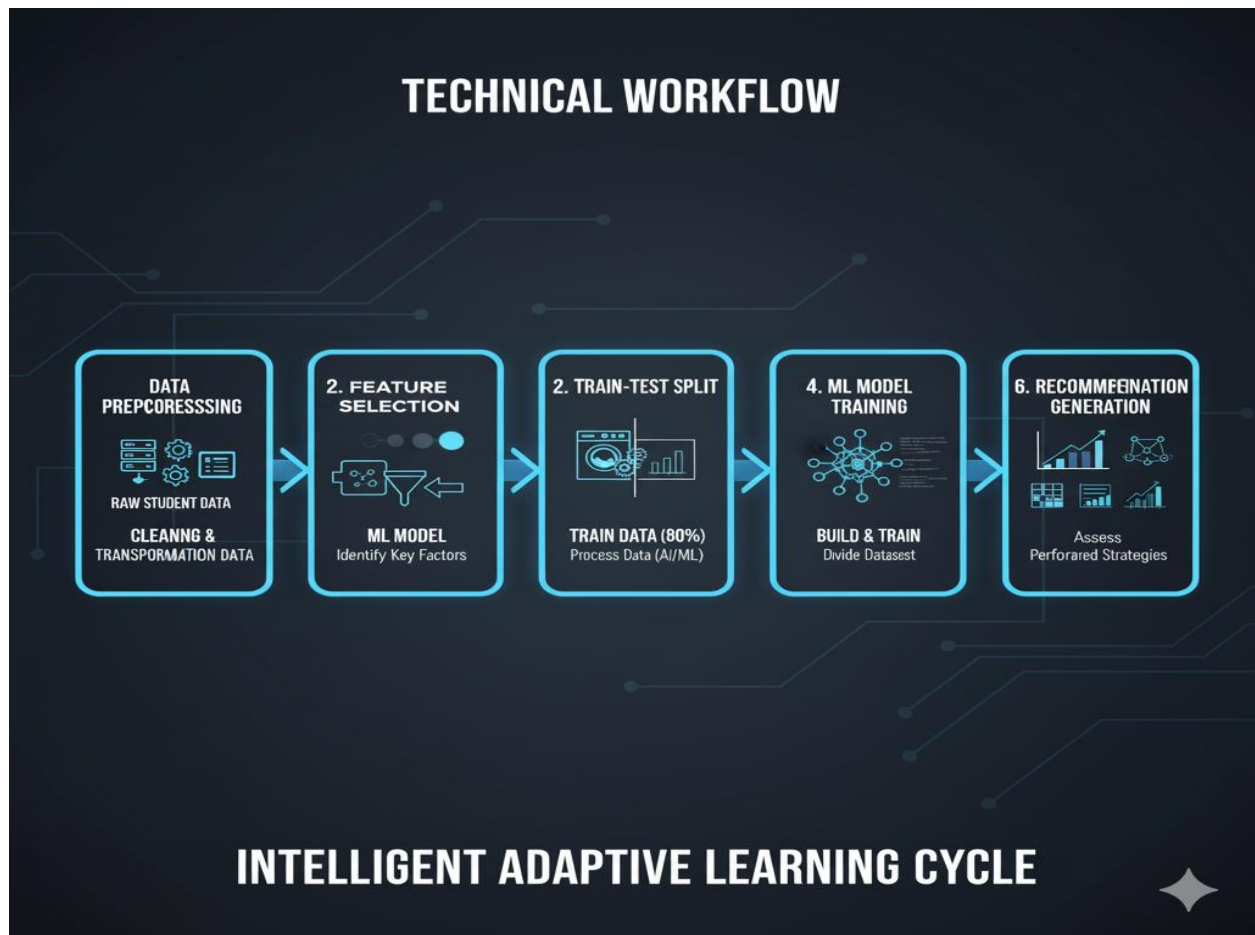 TECHNICAL WORKFLOW
DATA
PREPCORESSSING
RAW STUDENT DATA
CLEANNG &
TRANSPORMATION DATA
2. FEATURE
SELECTION
ML MODEL
Identify Key Factors
2. TRAIN-TEST SPLIT
TRAIN DATA (80%)
Process Data (AI/ML)
4. ML MODEL
TRAINING
BUILD & TRAIN
Divide Datasest
6. RECOMMFEINATION
GENERATION
Assess
Perforared Strategies
INTELLIGENT ADAPTIVE LEARNING CYCLE